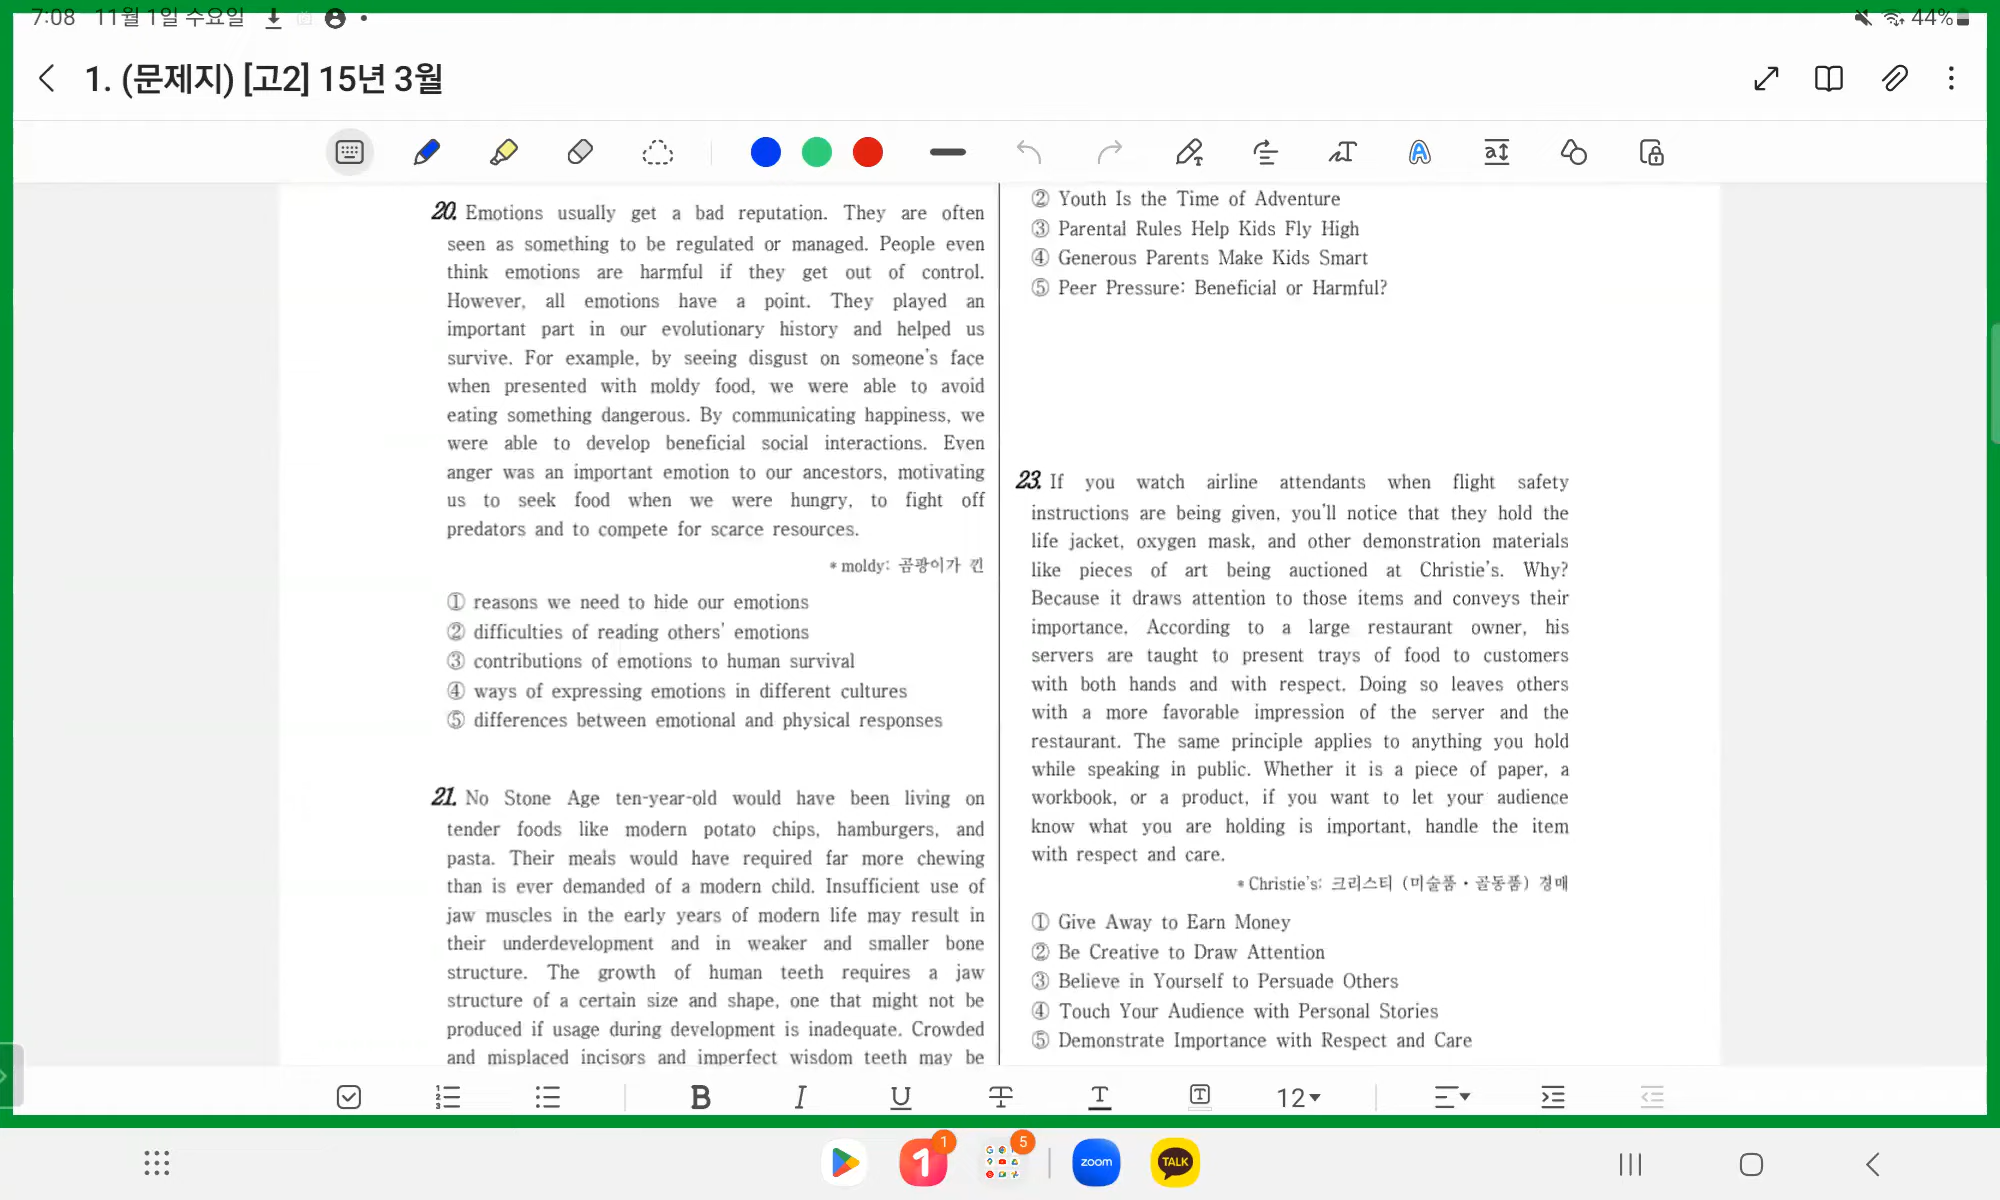 7:08 11월 1일 수요일
44%
1. (문제지) [고2] 15년 3월
20. Emotions usually get a bad reputation. They are often
seen as something to be regulated or managed. People even
think emotions are harmful if they get out of control.
However, all emotions have a point. They played an
important part in our evolutionary history and helped us
survive. For example, by seeing disgust on someone's face
when presented with moldy food, we were able to avoid
eating something dangerous. By communicating happiness, we
were able to develop beneficial social interactions. Even
anger was an important emotion to our ancestors, motivating
us to seek food when we were hungry, to fight off
predators and to compete for scarce resources.
* moldy: 곰팡이가 낀
① reasons we need to hide our emotions
② difficulties of reading others' emotions
③ contributions of emotions to human survival
④ ways of expressing emotions in different cultures
⑤ differences between emotional and physical responses
21. No Stone Age ten-year-old would have been living on
tender foods like modern potato chips, hamburgers, and
pasta. Their meals would have required far more chewing
than is ever demanded of a modern child. Insufficient use of
jaw muscles in the early years of modern life may result in
their underdevelopment and in weaker and smaller bone
structure. The growth of human teeth requires a jaw
structure of a certain size and shape, one that might not be
produced if usage during development is inadequate. Crowded
and misplaced incisors and imperfect wisdom teeth may be
② Youth Is the Time of Adventure
③ Parental Rules Help Kids Fly High
④ Generous Parents Make Kids Smart
⑤ Peer Pressure: Beneficial or Harmful?
23. If you watch airline attendants when flight safety
instructions are being given, you'll notice that they hold the
life jacket, oxygen mask, and other demonstration materials
like pieces of art being auctioned at Christie's. Why?
Because it draws attention to those items and conveys their
importance. According to a large restaurant owner, his
servers are taught to present trays of food to customers
with both hands and with respect. Doing so leaves others
with a more favorable impression of the server and the
restaurant. The same principle applies to anything you hold
while speaking in public. Whether it is a piece of paper, a
workbook, or a product, if you want to let your audience
know what you are holding is important, handle the item
with respect and care.
* Christie's: 크리스티 (미술품·골동품) 경매
① Give Away to Earn Money
② Be Creative to Draw Attention
③ Believe in Yourself to Persuade Others
④ Touch Your Audience with Personal Stories
⑤ Demonstrate Importance with Respect and Care
B I U T T T 12
1
1 5
zoom
TALK